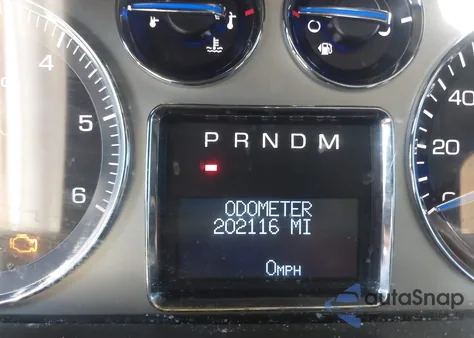 4
5
6
P R N D M
ODOMETER
202116 MI
0MPH
40
20
autoSnap